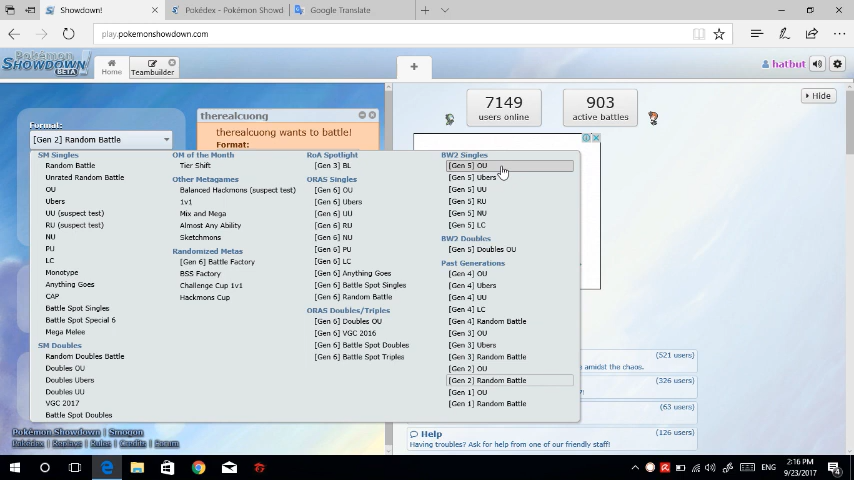 Showdown!
Pokédex - Pokémon Showd
Google Translate
play.pokemonshowdown.com
Pokémon
SHOWDOWN
BETA
Home
Teambuilder
hatbut
Format:
[Gen 2] Random Battle
therealcuong
therealcuong wants to battle!
Format:
7149
users online
903
active battles
Hide
SM Singles
Random Battle
Unrated Random Battle
OU
Ubers
UU (suspect test)
RU (suspect test)
NU
PU
LC
Monotype
Anything Goes
CAP
Battle Spot Singles
Battle Spot Special 6
Mega Melee
SM Doubles
Random Doubles Battle
Doubles OU
Doubles Ubers
Doubles UU
VGC 2017
Battle Spot Doubles
OM of the Month
Tier Shift
Other Metagames
Balanced Hackmons (suspect test)
1v1
Mix and Mega
Almost Any Ability
Sketchmons
Randomized Metas
[Gen 6] Battle Factory
BSS Factory
Challenge Cup 1v1
Hackmons Cup
RoA Spotlight
[Gen 3] BL
ORAS Singles
[Gen 6] OU
[Gen 6] Ubers
[Gen 6] UU
[Gen 6] RU
[Gen 6] NU
[Gen 6] PU
[Gen 6] LC
[Gen 6] Anything Goes
[Gen 6] Battle Spot Singles
[Gen 6] Random Battle
ORAS Doubles/Triples
[Gen 6] Doubles OU
[Gen 6] VGC 2016
[Gen 6] Battle Spot Doubles
[Gen 6] Battle Spot Triples
BW2 Singles
[Gen 5] OU
[Gen 5] Ubers
[Gen 5] UU
[Gen 5] RU
[Gen 5] NU
[Gen 5] LC
BW2 Doubles
[Gen 5] Doubles OU
Past Generations
[Gen 4] OU
[Gen 4] Ubers
[Gen 4] UU
[Gen 4] LC
[Gen 4] Random Battle
[Gen 3] OU
[Gen 3] Ubers
[Gen 3] Random Battle
[Gen 2] OU
[Gen 2] Random Battle
[Gen 1] OU
[Gen 1] Random Battle
(521 users)
amidst the chaos.
(326 users)
(63 users)
Help
(126 users)
Having troubles? Ask for help from one of our friendly staff!
Pokémon Showdown | Smogon
Pokédex | Replays | Rules | Credits | Forum
ENG
2:16 PM
9/23/2017
4